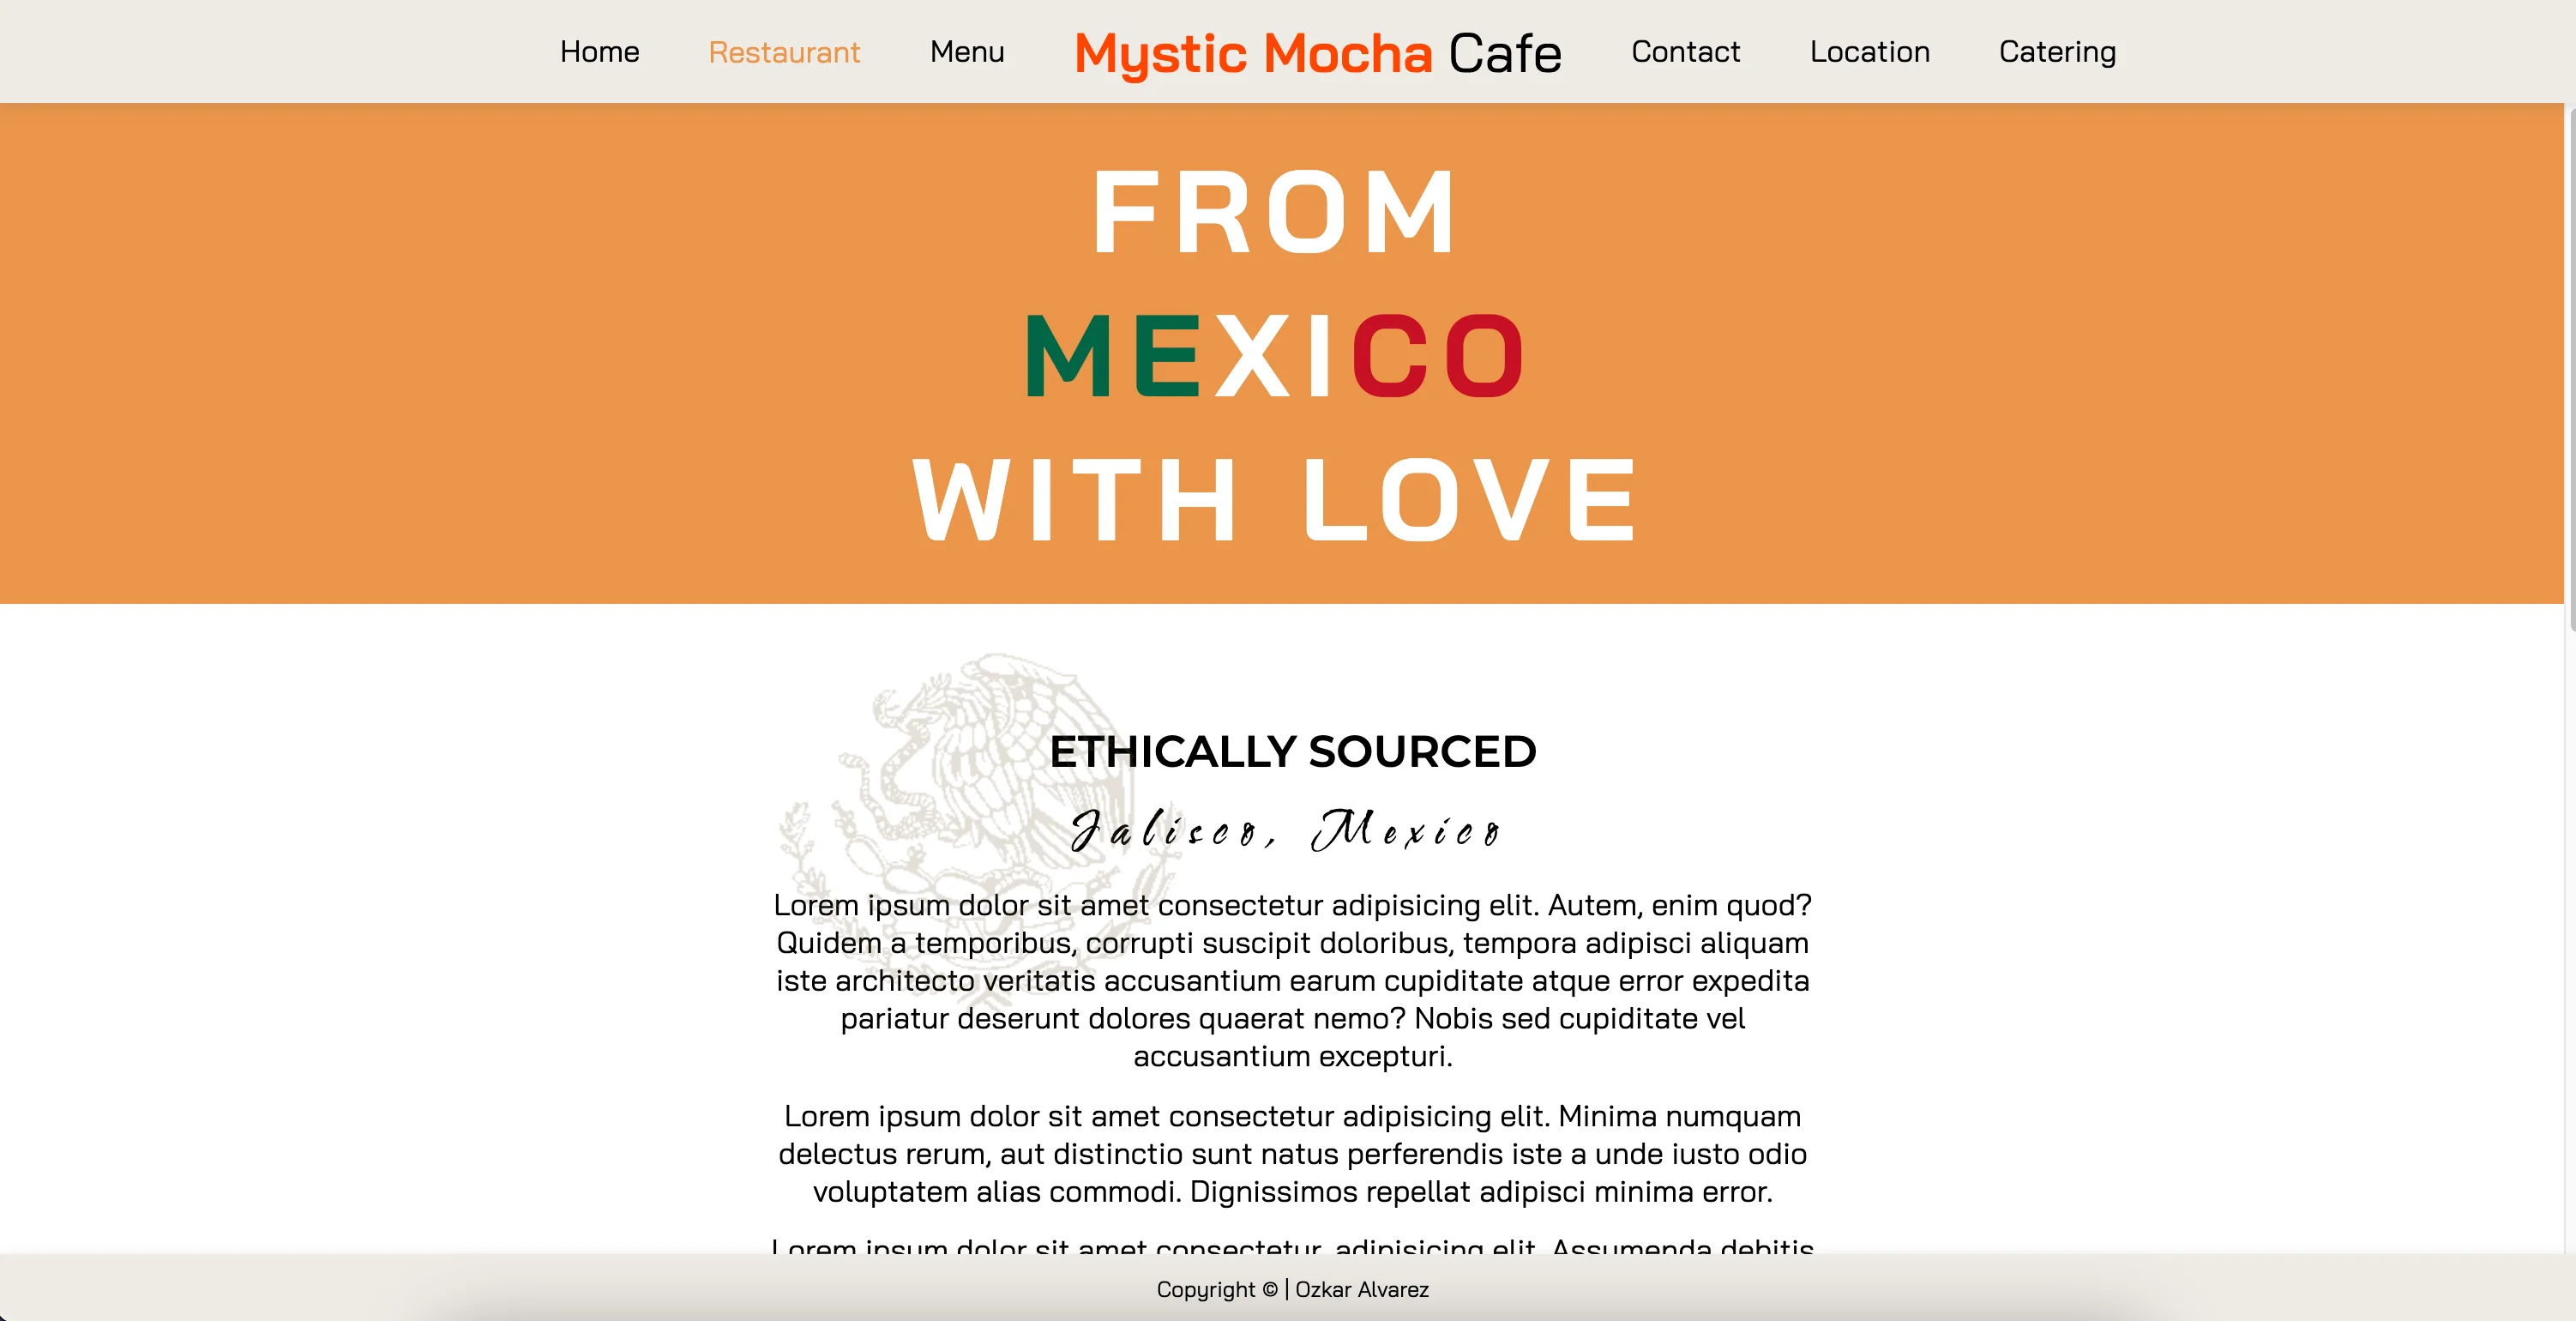 Home Restaurant Menu Mystic Mocha Cafe Contact Location Catering
FROM
MEXICO
WITH LOVE
ETHICALLY SOURCED
Jalisco, Mexico
Lorem ipsum dolor sit amet consectetur adipisicing elit. Autem, enim quod?
Quidem a temporibus, corrupti suscipit doloribus, tempora adipisci aliquam
iste architecto veritatis accusantium earum cupiditate atque error expedita
pariatur deserunt dolores quaerat nemo? Nobis sed cupiditate vel
accusantium excepturi.
Lorem ipsum dolor sit amet consectetur adipisicing elit. Minima numquam
delectus rerum, aut distinctio sunt natus perferendis iste a unde iusto odio
voluptatem alias commodi. Dignissimos repellat adipisci minima error.
Lorem ipsum dolor sit amet consectetur, adipisicing elit. Assumenda debitis
Copyright © | Ozkar Alvarez